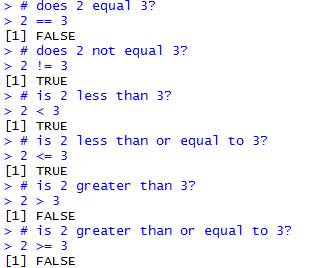 > # does 2 equal 3?
> 2 == 3
[1] FALSE
> # does 2 not equal 3?
> 2 != 3
[1] TRUE
> # is 2 less than 3?
> 2 < 3
[1] TRUE
> # is 2 less than or equal to 3?
> 2 <= 3
[1] TRUE
> # is 2 greater than 3?
> 2 > 3
[1] FALSE
> # is 2 greater than or equal to 3?
> 2 >= 3
[1] FALSE